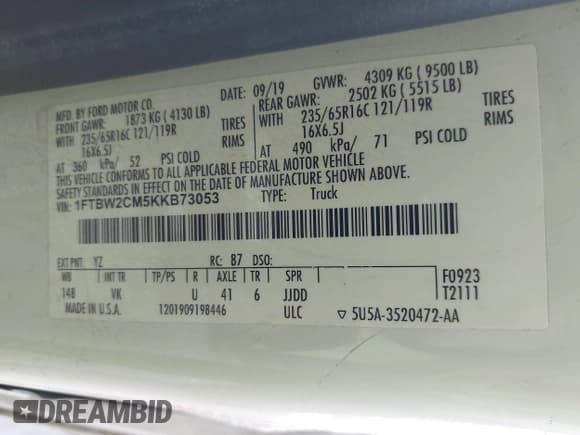 MFD. BY FORD MOTOR CO.
DATE: 09/19 GVWR: 4309 KG ( 9500 LB)
FRONT GAWR: 1873 KG ( 4130 LB)
REAR GAWR: 2502 KG ( 5515 LB)
WITH 235/65R16C 121/119R TIRES
WITH 235/65R16C 121/119R TIRES
16X6.5J RIMS
16X6.5J RIMS
AT 360 kPa/ 52 PSI COLD
AT 490 kPa/ 71 PSI COLD
THIS VEHICLE CONFORMS TO ALL APPLICABLE FEDERAL MOTOR VEHICLE
SAFETY STANDARDS IN EFFECT ON THE DATE OF MANUFACTURE SHOWN ABOVE.
VIN: 1FTBW2CM5KKB73053 TYPE: Truck
EXT PNT: YZ RC: 87 DSO:
WB INT TR TP/PS R AXLE TR SPR F0923
148 VK U 41 6 JJDD T2111
MADE IN U.S.A. 1201909198446 ULC ▽ 5U5A-3520472-AA
DREAMBID